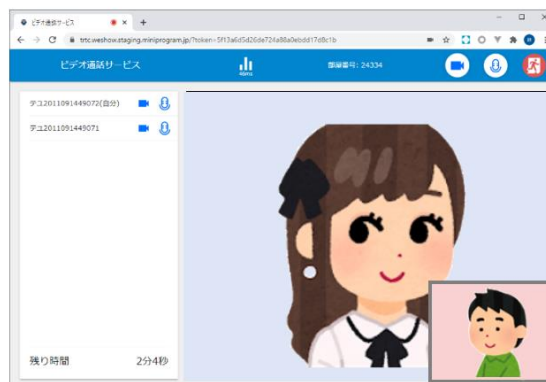 ビデオ通話サービス
trtc.weshow.staging.miniprogram.jp/?token=5f13a6d5d26de724a88a0ebdd17d8c1b
ビデオ通話サービス
部屋番号: 24334
テユ2011091449072(自分)
テユ2011091449071
残り時間 2分4秒